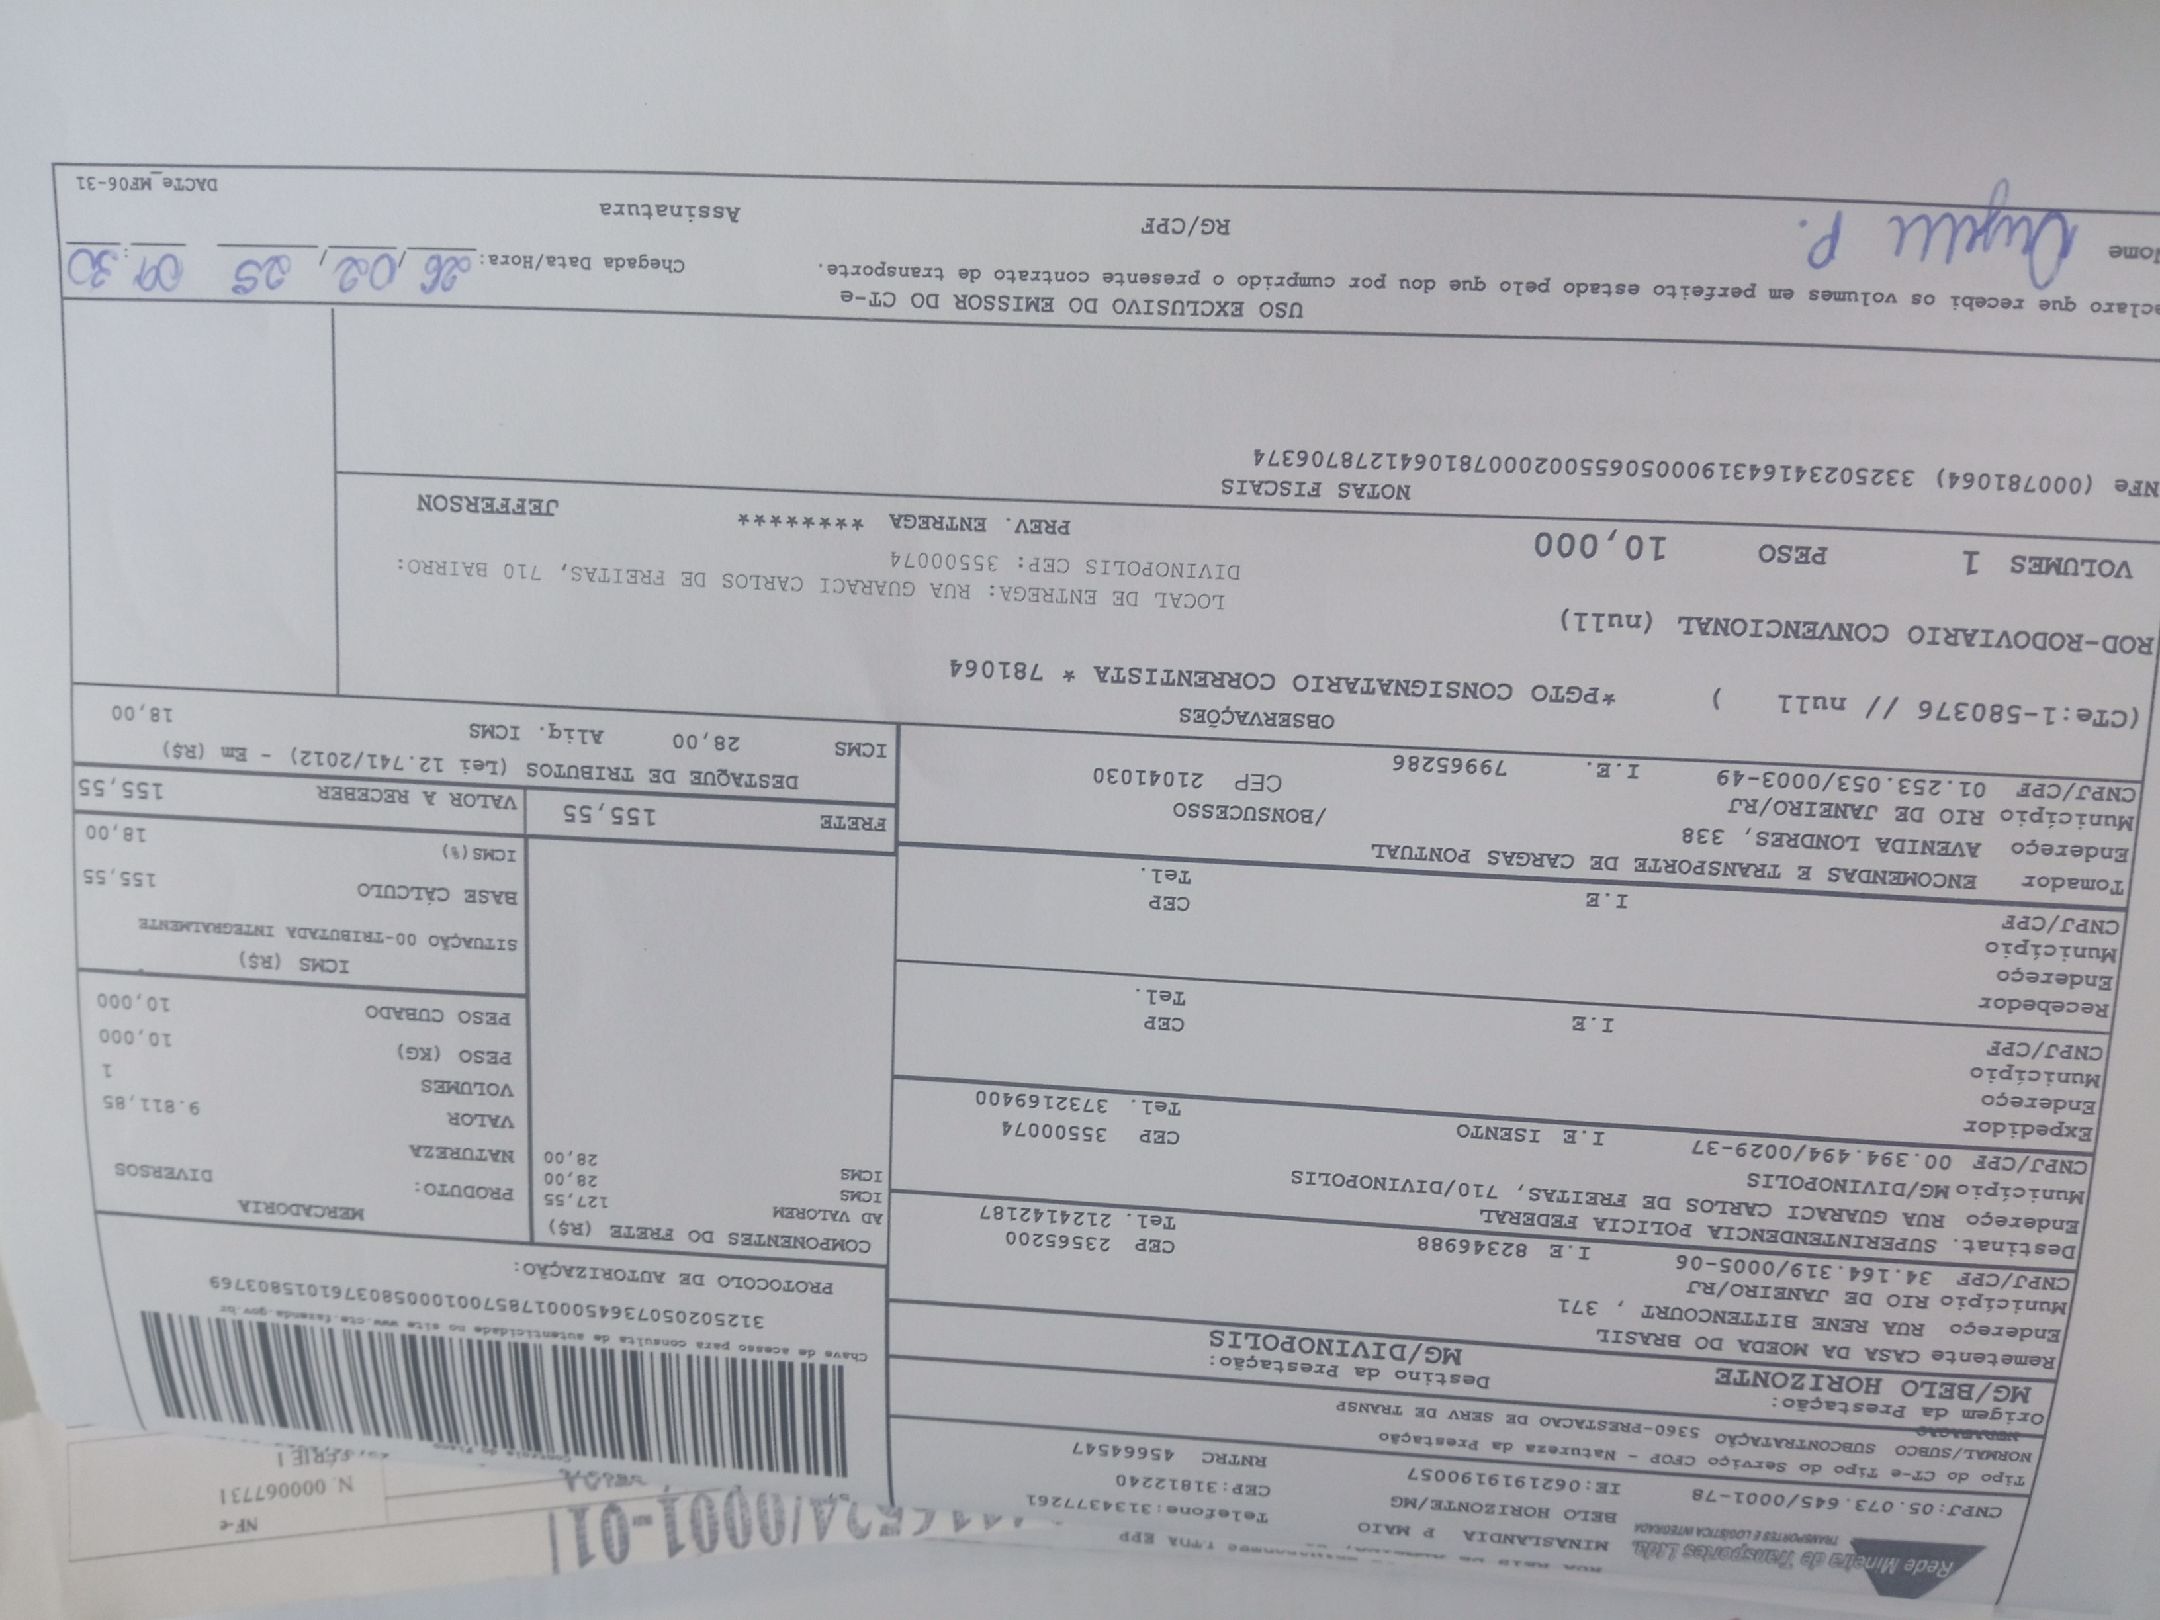 NF-e
N. 000067731
SÉRIE 1
/0001-01
Rede Mineira de Transportes Ltda.
TRANSPORTES E LOGÍSTICA INTEGRADA
LTDA EPP
MINASLANDIA P MAIO Telefone:3134377261
BELO HORIZONTE/MG CEP:31812240
CNPJ:05.073.645/0001-78 IE:0621919190057 RNTRC 45664547
Tipo do CT-e Tipo do Serviço CFOP - Natureza da Prestação
NORMAL/SUBCO SUBCONTRATAÇÃO 5360-PRESTACAO DE SERV DE TRANSP
Origem da Prestação: Destino da Prestação:
MG/BELO HORIZONTE MG/DIVINOPOLIS
Remetente CASA DA MOEDA DO BRASIL
Endereço RUA RENE BITTENCOURT , 371
Município RIO DE JANEIRO/RJ CEP 23565200
CNPJ/CPF 34.164.319/0005-06 I.E 82346988 Tel. 2124142187
Destinat. SUPERINTENDENCIA POLICIA FEDERAL
Endereço RUA GUARACI CARLOS DE FREITAS, 710/DIVINOPOLIS
Município MG/DIVINOPOLIS CEP 35500074
CNPJ/CPF 00.394.494/0029-37 I.E ISENTO Tel. 3732169400
Expedidor
Endereço
Município CEP
CNPJ/CPF I.E Tel.
Recebedor
Endereço
Município CEP
CNPJ/CPF I.E Tel.
Tomador ENCOMENDAS E TRANSPORTE DE CARGAS PONTUAL
Endereço AVENIDA LONDRES, 338 /BONSUCESSO
Município RIO DE JANEIRO/RJ CEP 21041030
CNPJ/CPF 01.253.053/0003-49 I.E. 79965286
Chave de acesso para consulta de autenticidade no site www.cte.fazenda.gov.br
31250205073645000178570010005803761015803769
PROTOCOLO DE AUTORIZAÇÃO:
COMPONENTES DO FRETE (R$)
AD VALOREM 127,55
ICMS 28,00
ICMS 28,00
FRETE 155,55
MERCADORIA
PRODUTO: DIVERSOS
NATUREZA
VALOR 9.811,85
VOLUMES 1
PESO (KG) 10,000
PESO CUBADO 10,000
ICMS (R$)
SITUAÇÃO 00-TRIBUTADA INTEGRALMENTE
BASE CÁLCULO 155,55
ICMS(%) 18,00
VALOR A RECEBER 155,55
DESTAQUE DE TRIBUTOS (Lei 12.741/2012) - Em (R$)
ICMS 28,00 Aliq. ICMS 18,00
OBSERVAÇÕES
(CTe:1-580376 // null ) *PGTO CONSIGNATARIO CORRENTISTA * 781064
ROD-RODOVIARIO CONVENCIONAL (null)
LOCAL DE ENTREGA: RUA GUARACI CARLOS DE FREITAS, 710 BAIRRO:
DIVINOPOLIS CEP: 35500074
VOLUMES 1 PESO 10,000 PREV. ENTREGA ******** JEFFERSON
NOTAS FISCAIS
NFe (000781064) 33250234164319000506550020007810641278706374
USO EXCLUSIVO DO EMISSOR DO CT-e
eclaro que recebi os volumes em perfeito estado pelo que dou por cumprido o presente contrato de transporte.
Chegada Data/Hora: 26/02/25 09:30
Nome P. RG/CPF Assinatura
DACTe_MF06-31